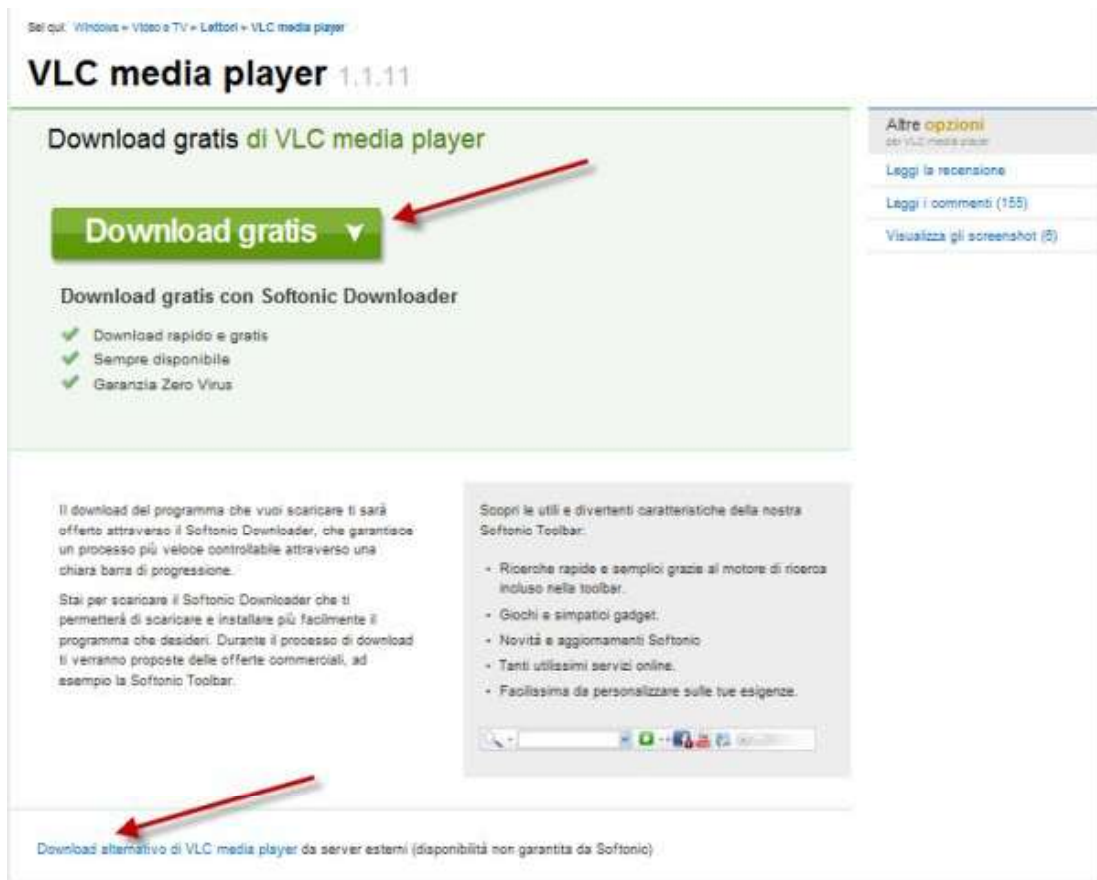 Sei qui: Windows » Video e TV » Lettori » VLC media player
VLC media player 1.1.11
Download gratis di VLC media player
Download gratis
Download gratis con Softonic Downloader
Download rapido e gratis
Sempre disponibile
Garanzia Zero Virus
Altre opzioni
per VLC media player
Leggi la recensione
Leggi i commenti (155)
Visualizza gli screenshot (6)
Il download del programma che vuoi scaricare ti sarà
offerto attraverso il Softonic Downloader, che garantisce
un processo più veloce controllabile attraverso una
chiara barra di progressione.
Stai per scaricare il Softonic Downloader che ti
permetterá di scaricare e installare più facilmente il
programma che desideri. Durante il processo di download
ti verranno proposte delle offerte commerciali, ad
esempio la Softonic Toolbar.
Scopri le utili e divertenti caratteristiche della nostra
Softonic Toolbar:
• Ricerche rapide e semplici grazie al motore di ricerca
incluso nella toolbar.
• Giochi e simpatici gadget.
• Novitá e aggiornamenti Softonic
• Tanti utilissimi servizi online.
• Facilissima da personalizzare sulle tue esigenze.
Download alternativo di VLC media player da server esterni (disponibilitá non garantita da Softonic)